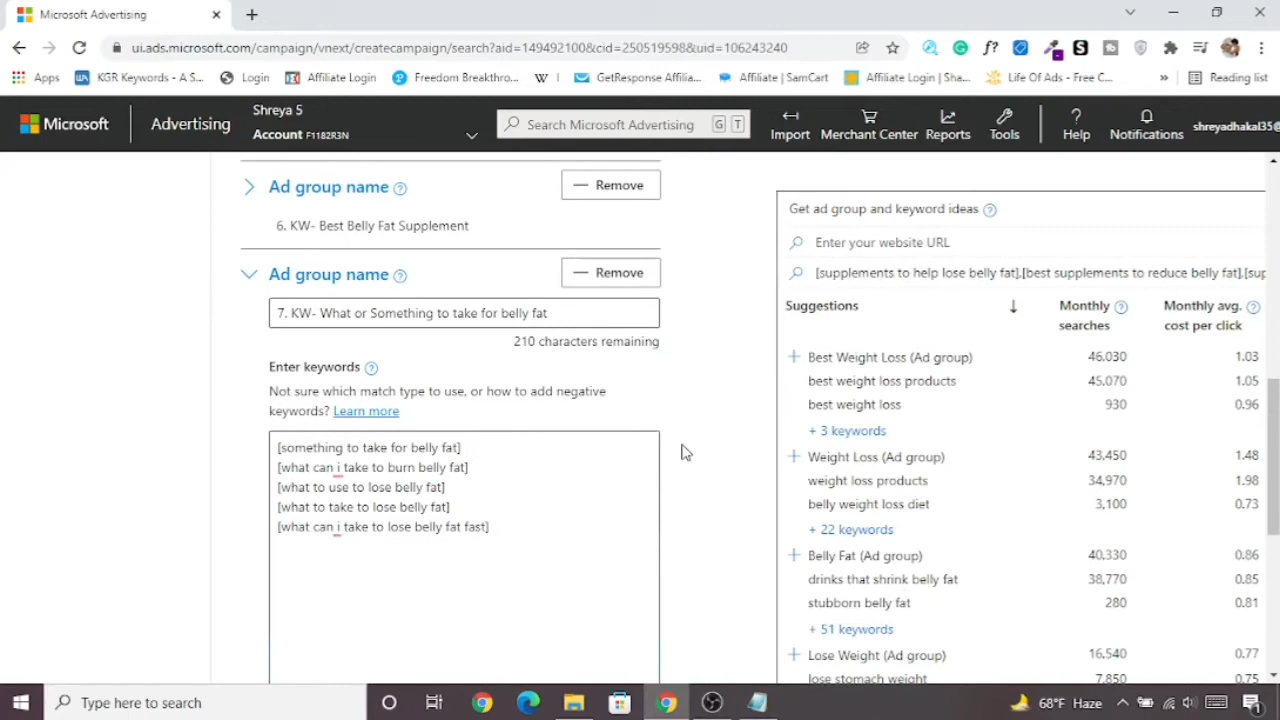 Microsoft Advertising
ui.ads.microsoft.com/campaign/vnext/createcampaign/search?aid=149492100&cid=250519598&uid=106243240
f?
S
Apps
KGR Keywords - A S...
Login
Affiliate Login
Freedom Breakthro...
W
GetResponse Affilia...
Affiliate | SamCart
Affiliate Login | Sha...
Life Of Ads - Free C...
»
Reading list
Microsoft
Advertising
Shreya 5
Account F1182R3N
Search Microsoft Advertising
G
T
Import
Merchant Center
Reports
Tools
Help
Notifications
shreyadhakal35@
Ad group name
Remove
6. KW- Best Belly Fat Supplement
Ad group name
Remove
7. KW- What or Something to take for belly fat
210 characters remaining
Enter keywords
Not sure which match type to use, or how to add negative
keywords? Learn more
[something to take for belly fat]
[what can i take to burn belly fat]
[what to use to lose belly fat]
[what to take to lose belly fat]
[what can i take to lose belly fat fast]
Get ad group and keyword ideas
Enter your website URL
[supplements to help lose belly fat],[best supplements to reduce belly fat],[sup
Suggestions
Monthly searches
Monthly avg. cost per click
Best Weight Loss (Ad group) 46,030 1.03
best weight loss products 45,070 1.05
best weight loss 930 0.96
+ 3 keywords
Weight Loss (Ad group) 43,450 1.48
weight loss products 34,970 1.98
belly weight loss diet 3,100 0.73
+ 22 keywords
Belly Fat (Ad group) 40,330 0.86
drinks that shrink belly fat 38,770 0.85
stubborn belly fat 280 0.81
+ 51 keywords
Lose Weight (Ad group) 16,540 0.77
lose stomach weight 7,850 0.75
Type here to search
68°F Haze
1